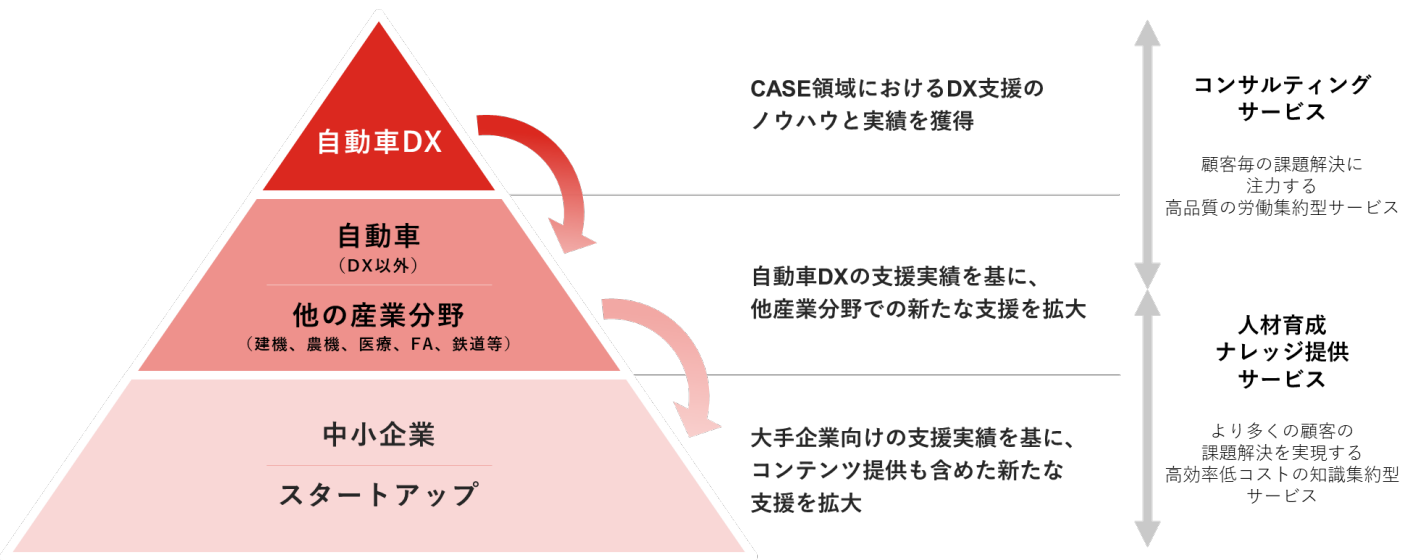 自動車DX
自動車
（DX以外）
他の産業分野
（建機、農機、医療、FA、鉄道等）
中小企業
スタートアップ
CASE領域におけるDX支援の
ノウハウと実績を獲得
自動車DXの支援実績を基に、
他産業分野での新たな支援を拡大
大手企業向けの支援実績を基に、
コンテンツ提供も含めた新たな
支援を拡大
コンサルティング
サービス
顧客毎の課題解決に
注力する
高品質の労働集約型サービス
人材育成
ナレッジ提供
サービス
より多くの顧客の
課題解決を実現する
高効率低コストの知識集約型
サービス